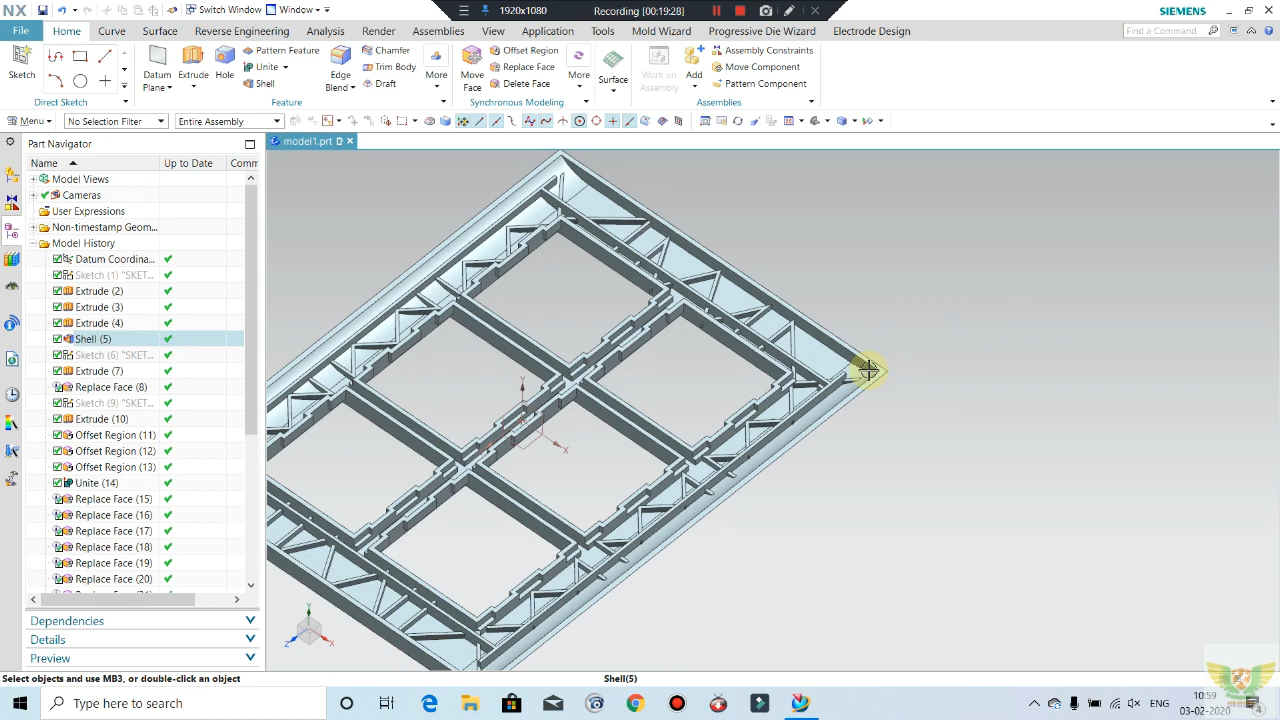 NX
Switch Window
Window
1920x1080
Recording [00:19:28]
SIEMENS
File
Home
Curve
Surface
Reverse Engineering
Analysis
Render
Assemblies
View
Application
Tools
Mold Wizard
Progressive Die Wizard
Electrode Design
Find a Command
Sketch
Direct Sketch
Datum
Plane
Extrude
Hole
Pattern Feature
Unite
Shell
Edge
Blend
Chamfer
Trim Body
Draft
More
Feature
Move
Face
Offset Region
Replace Face
Delete Face
More
Synchronous Modeling
Surface
Work on
Assembly
Add
Assembly Constraints
Move Component
Pattern Component
Assemblies
Menu
No Selection Filter
Entire Assembly
Part Navigator
model1.prt
Name
Up to Date
Comm
Model Views
Cameras
User Expressions
Non-timestamp Geom...
Model History
Datum Coordina...
Sketch (1) "SKET...
Extrude (2)
Extrude (3)
Extrude (4)
Shell (5)
Sketch (6) "SKET...
Extrude (7)
Replace Face (8)
Sketch (9) "SKET...
Extrude (10)
Offset Region (11)
Offset Region (12)
Offset Region (13)
Unite (14)
Replace Face (15)
Replace Face (16)
Replace Face (17)
Replace Face (18)
Replace Face (19)
Replace Face (20)
Dependencies
Details
Preview
Y
X
Y
X
Z
Select objects and use MB3, or double-click an object
Shell(5)
Type here to search
ENG
10:59
03-02-2020
4